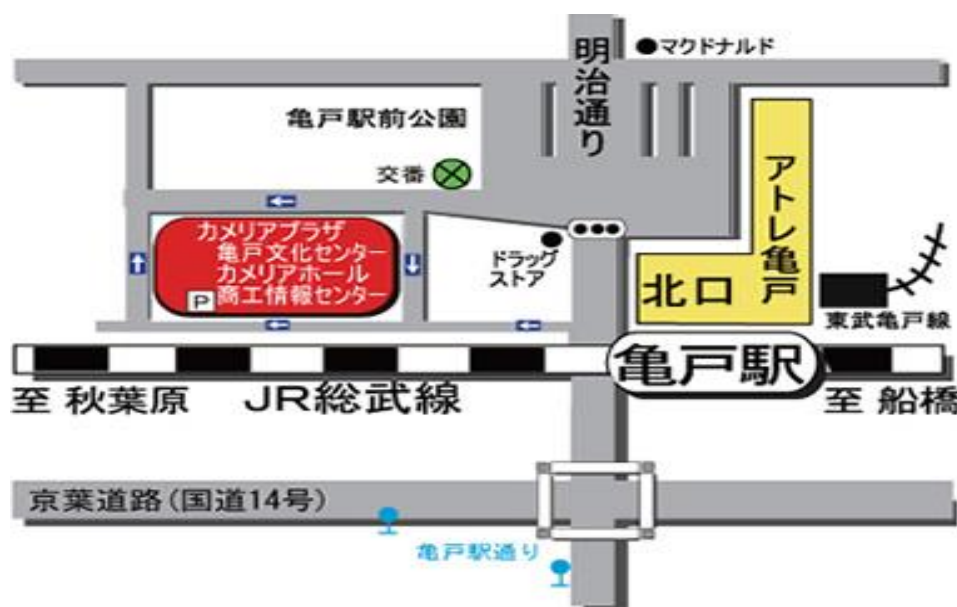 マクドナルド
明治通り
亀戸駅前公園
交番
アトレ亀戸
カメリアプラザ
亀戸文化センター
カメリアホール
商工情報センター
P
ドラッグ
ストア
北口
東武亀戸線
亀戸駅
至 秋葉原
JR総武線
至 船橋
京葉道路(国道14号)
亀戸駅通り